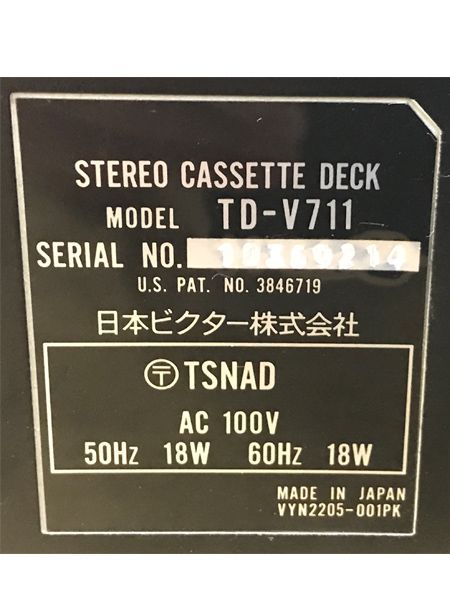 STEREO CASSETTE DECK
MODEL TD-V711
SERIAL NO.
U.S. PAT. NO. 3846719
日本ビクター株式会社
〶 TSNAD
AC 100V
50Hz 18W 60Hz 18W
MADE IN JAPAN
VYN2205-001PK